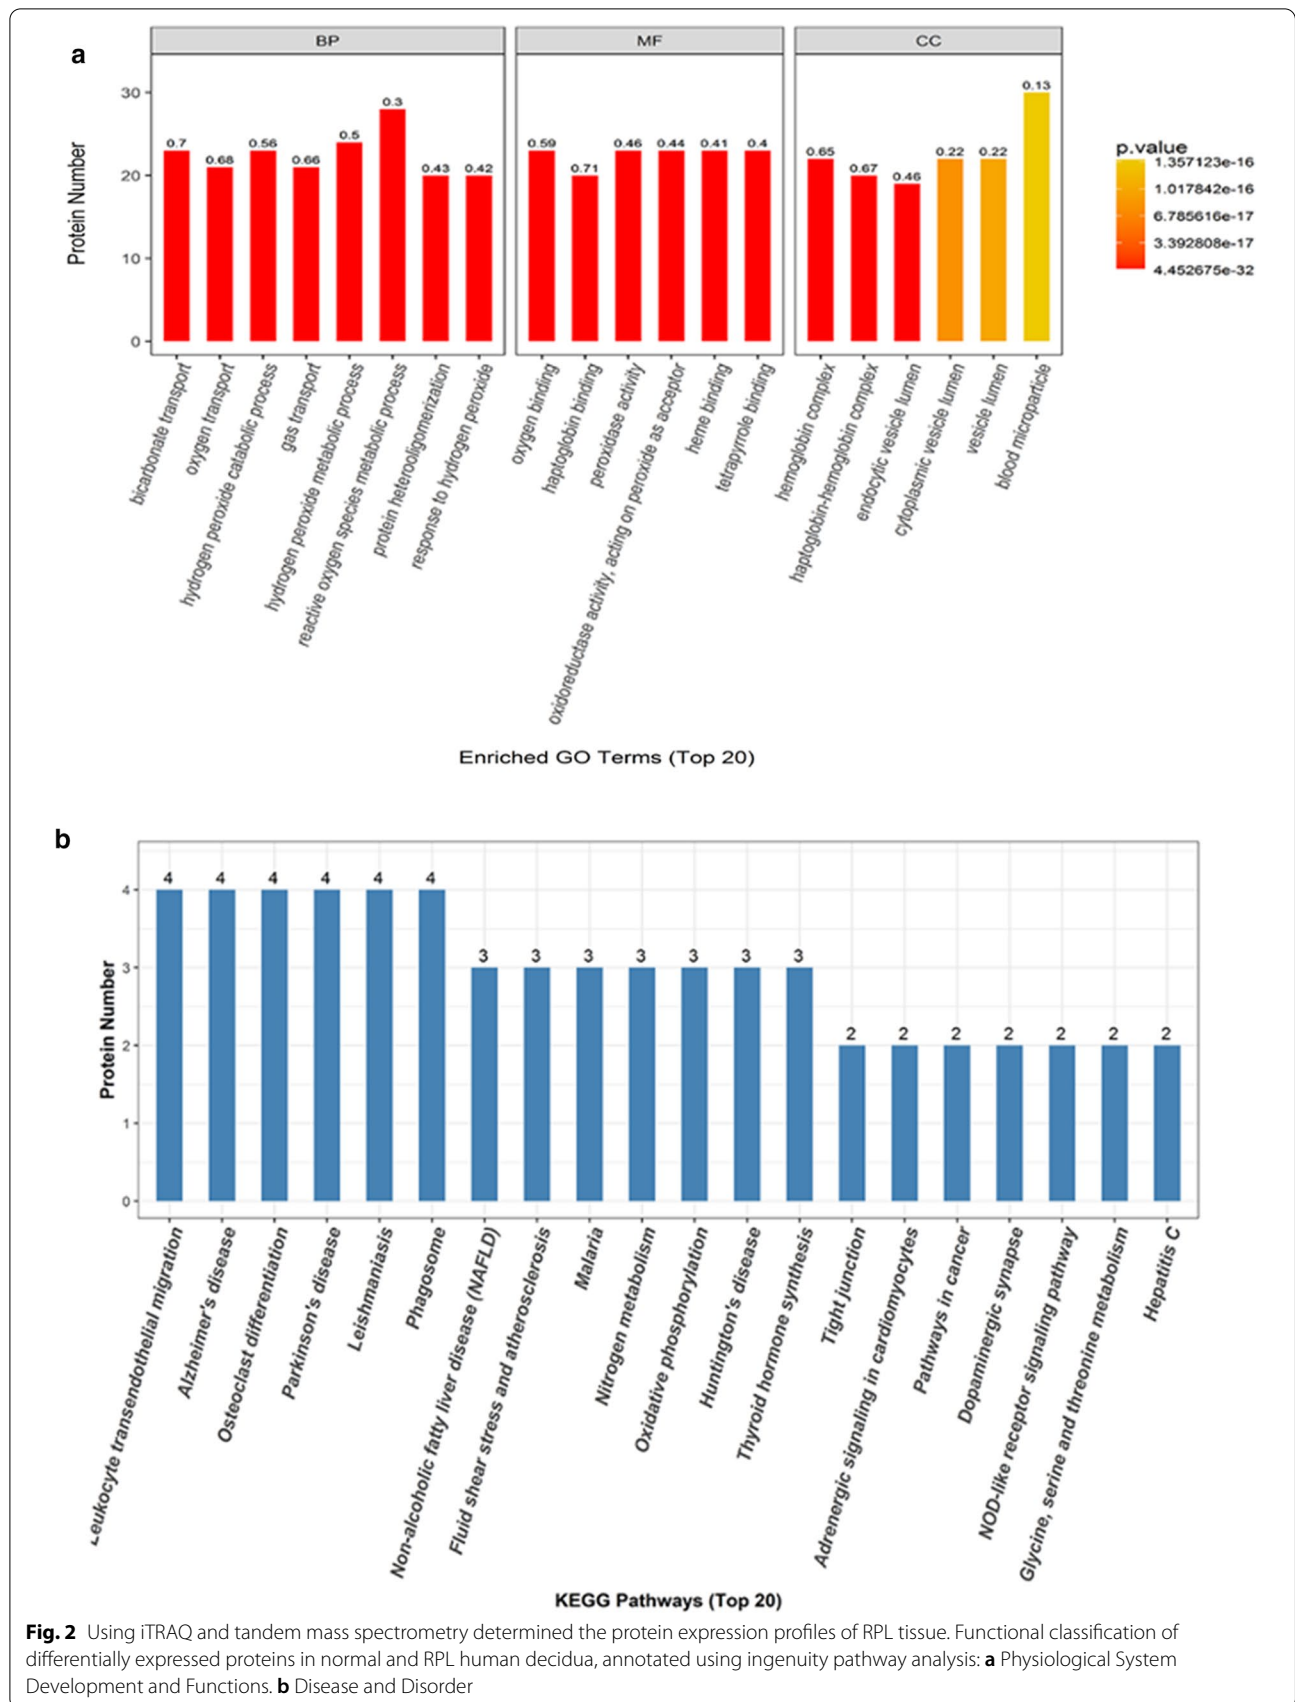 a
BP
MF
CC
Protein Number
30
20
10
0
0.7
0.68
0.56
0.66
0.5
0.3
0.43
0.42
0.59
0.71
0.46
0.44
0.41
0.4
0.65
0.67
0.46
0.22
0.22
0.13
p.value
1.357123e-16
1.017842e-16
6.785616e-17
3.392808e-17
4.452675e-32
bicarbonate transport
oxygen transport
hydrogen peroxide catabolic process
gas transport
hydrogen peroxide metabolic process
reactive oxygen species metabolic process
protein heterooligomerization
response to hydrogen peroxide
oxygen binding
haptoglobin binding
peroxidase activity
oxidoreductase activity, acting on peroxide as acceptor
heme binding
tetrapyrrole binding
hemoglobin complex
haptoglobin-hemoglobin complex
endocytic vesicle lumen
cytoplasmic vesicle lumen
vesicle lumen
blood microparticle
Enriched GO Terms (Top 20)
b
Protein Number
4
3
2
1
0
4
4
4
4
4
4
3
3
3
3
3
3
3
2
2
2
2
2
2
2
Leukocyte transendothelial migration
Alzheimer's disease
Osteoclast differentiation
Parkinson's disease
Leishmaniasis
Phagosome
Non-alcoholic fatty liver disease (NAFLD)
Fluid shear stress and atherosclerosis
Malaria
Nitrogen metabolism
Oxidative phosphorylation
Huntington's disease
Thyroid hormone synthesis
Tight junction
Adrenergic signaling in cardiomyocytes
Pathways in cancer
Dopaminergic synapse
NOD-like receptor signaling pathway
Glycine, serine and threonine metabolism
Hepatitis C
KEGG Pathways (Top 20)
Fig. 2 Using iTRAQ and tandem mass spectrometry determined the protein expression profiles of RPL tissue. Functional classification of
differentially expressed proteins in normal and RPL human decidua, annotated using ingenuity pathway analysis: a Physiological System
Development and Functions. b Disease and Disorder